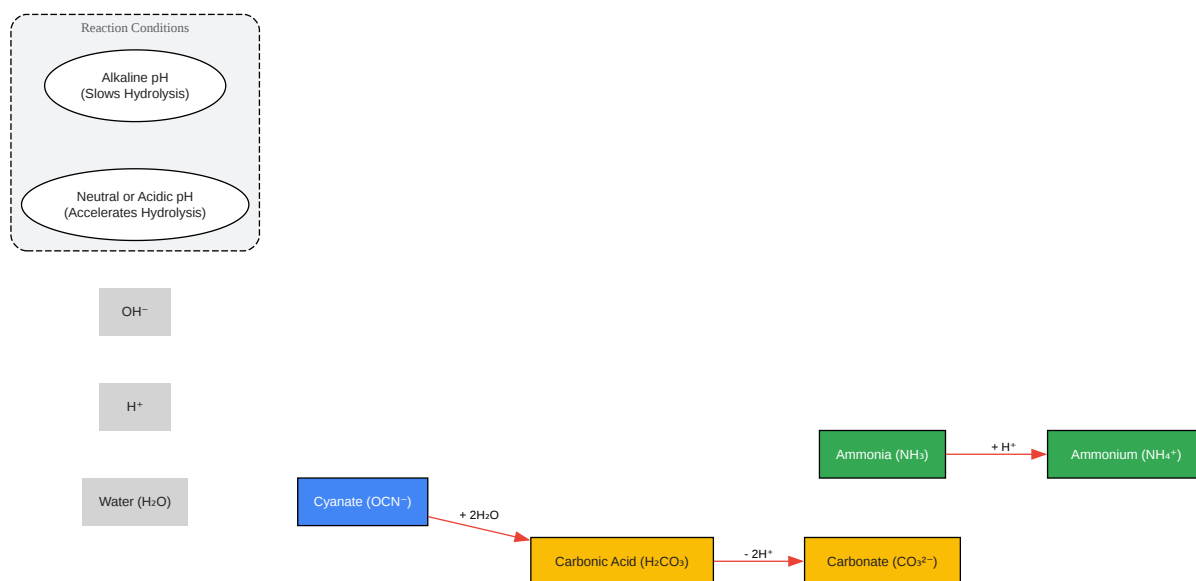 Reaction Conditions
Alkaline pH
(Slows Hydrolysis)
Neutral or Acidic pH
(Accelerates Hydrolysis)
OH⁻
H⁺
Water (H₂O)
Cyanate (OCN⁻)
+ 2H₂O
Carbonic Acid (H₂CO₃)
- 2H⁺
Carbonate (CO₃²⁻)
Ammonia (NH₃)
+ H⁺
Ammonium (NH₄⁺)